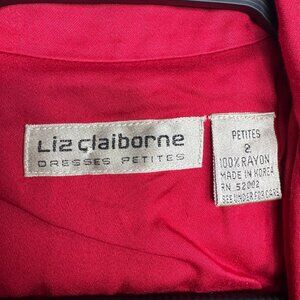 Liz claiborne
DRESSES PETITES
PETITES
2
100% RAYON
MADE IN KOREA
RN 52002
SEE UNDER FOR CARE